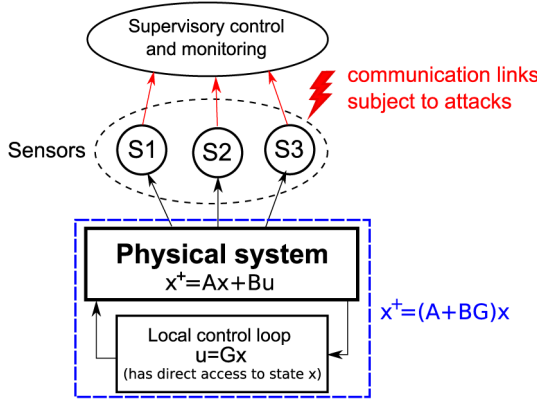 Supervisory control
and monitoring
communication links
subject to attacks
Sensors
S1
S2
S3
Physical system
x⁺=Ax+Bu
x⁺=(A+BG)x
Local control loop
u=Gx
(has direct access to state x)